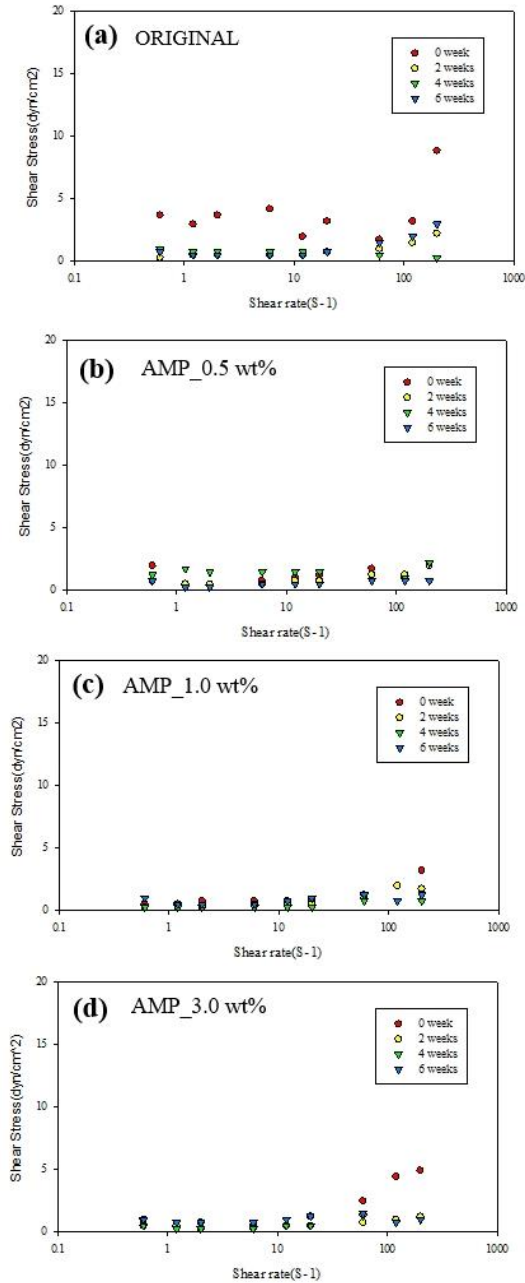 (a) ORIGINAL
20
15
10
5
0
Shear Stress(dyn/cm2)
0 week
2 weeks
4 weeks
6 weeks
0.1 1 10 100 1000
Shear rate(S-1)
(b) AMP_0.5 wt%
20
15
10
5
0
Shear Stress(dyn/cm2)
0 week
2 weeks
4 weeks
6 weeks
0.1 1 10 100 1000
Shear rate(S-1)
(c) AMP_1.0 wt%
20
15
10
5
0
Shear Stress(dyn/cm2)
0 week
2 weeks
4 weeks
6 weeks
0.1 1 10 100 1000
Shear rate(S-1)
(d) AMP_3.0 wt%
20
15
10
5
0
Shear Stress(dyn/cm^2)
0 week
2 weeks
4 weeks
6 weeks
0.1 1 10 100 1000
Shear rate(S-1)